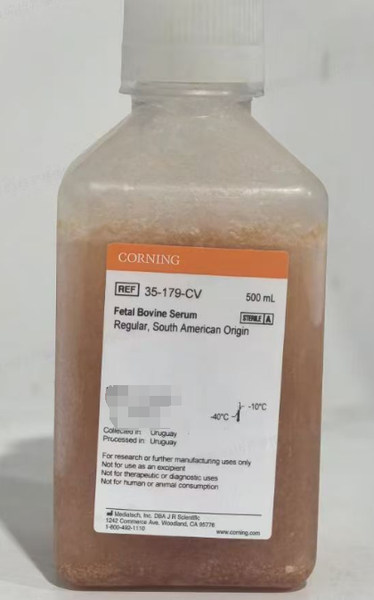 CORNING
REF 35-179-CV 500 mL
Fetal Bovine Serum STERILE A
Regular, South American Origin
-10°C
-40°C
Collected in: Uruguay
Processed in: Uruguay
For research or further manufacturing uses only
Not for use as an excipient
Not for therapeutic or diagnostic uses
Not for human or animal consumption
Mediatech, Inc. DBA J R Scientific
1242 Commerce Ave. Woodland, CA 95776
1-800-492-1110 www.corning.com